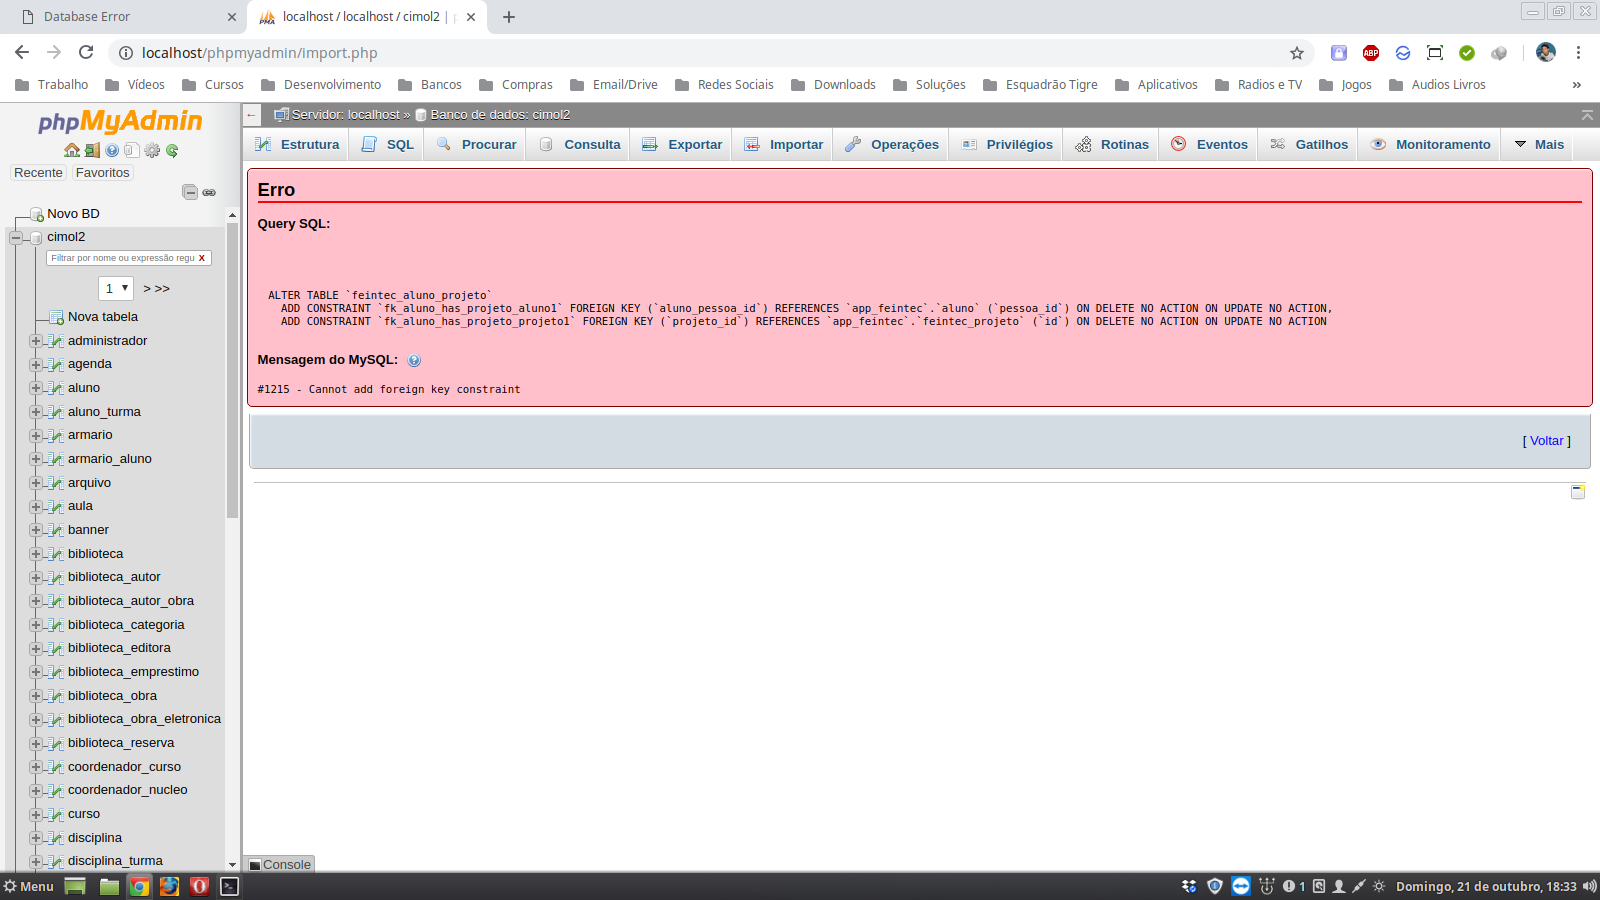 Database Error
localhost / localhost / cimol2 | p
localhost/phpmyadmin/import.php
ABP
Trabalho
Vídeos
Cursos
Desenvolvimento
Bancos
Compras
Email/Drive
Redes Sociais
Downloads
Soluções
Esquadrão Tigre
Aplicativos
Radios e TV
Jogos
Audios Livros
»
phpMyAdmin
Recente
Favoritos
Novo BD
cimol2
Filtrar por nome ou expressão regu X
1 > >>
Nova tabela
administrador
agenda
aluno
aluno_turma
armario
armario_aluno
arquivo
aula
banner
biblioteca
biblioteca_autor
biblioteca_autor_obra
biblioteca_categoria
biblioteca_editora
biblioteca_emprestimo
biblioteca_obra
biblioteca_obra_eletronica
biblioteca_reserva
coordenador_curso
coordenador_nucleo
curso
disciplina
disciplina_turma
Servidor: localhost » Banco de dados: cimol2
Estrutura
SQL
Procurar
Consulta
Exportar
Importar
Operações
Privilégios
Rotinas
Eventos
Gatilhos
Monitoramento
Mais
Erro
Query SQL:
ALTER TABLE `feintec_aluno_projeto`
ADD CONSTRAINT `fk_aluno_has_projeto_aluno1` FOREIGN KEY (`aluno_pessoa_id`) REFERENCES `app_feintec`.`aluno` (`pessoa_id`) ON DELETE NO ACTION ON UPDATE NO ACTION,
ADD CONSTRAINT `fk_aluno_has_projeto_projeto1` FOREIGN KEY (`projeto_id`) REFERENCES `app_feintec`.`feintec_projeto` (`id`) ON DELETE NO ACTION ON UPDATE NO ACTION
Mensagem do MySQL:
#1215 - Cannot add foreign key constraint
[ Voltar ]
Console
Menu
1
Domingo, 21 de outubro, 18:33